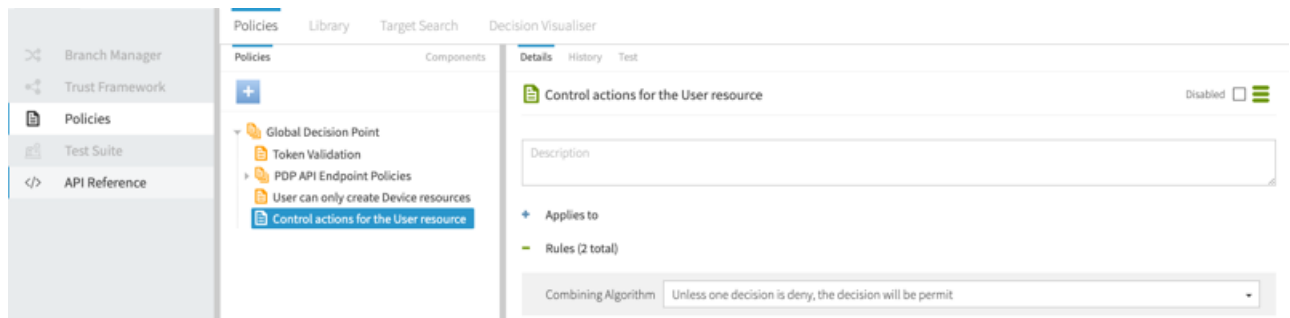 Policies Library Target Search Decision Visualiser
Branch Manager
Trust Framework
Policies
Test Suite
API Reference
Policies Components
Global Decision Point
Token Validation
PDP API Endpoint Policies
User can only create Device resources
Control actions for the User resource
Details History Test
Control actions for the User resource Disabled
Description
Applies to
Rules (2 total)
Combining Algorithm Unless one decision is deny, the decision will be permit